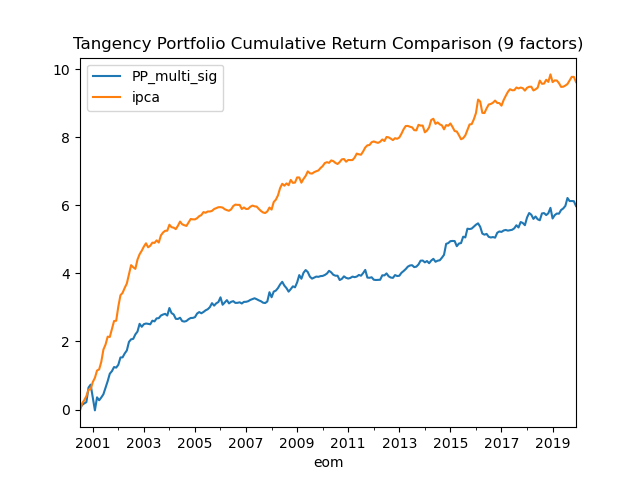 Tangency Portfolio Cumulative Return Comparison (9 factors)
PP_multi_sig
ipca
10
8
6
4
2
0
2001 2003 2005 2007 2009 2011 2013 2015 2017 2019
eom